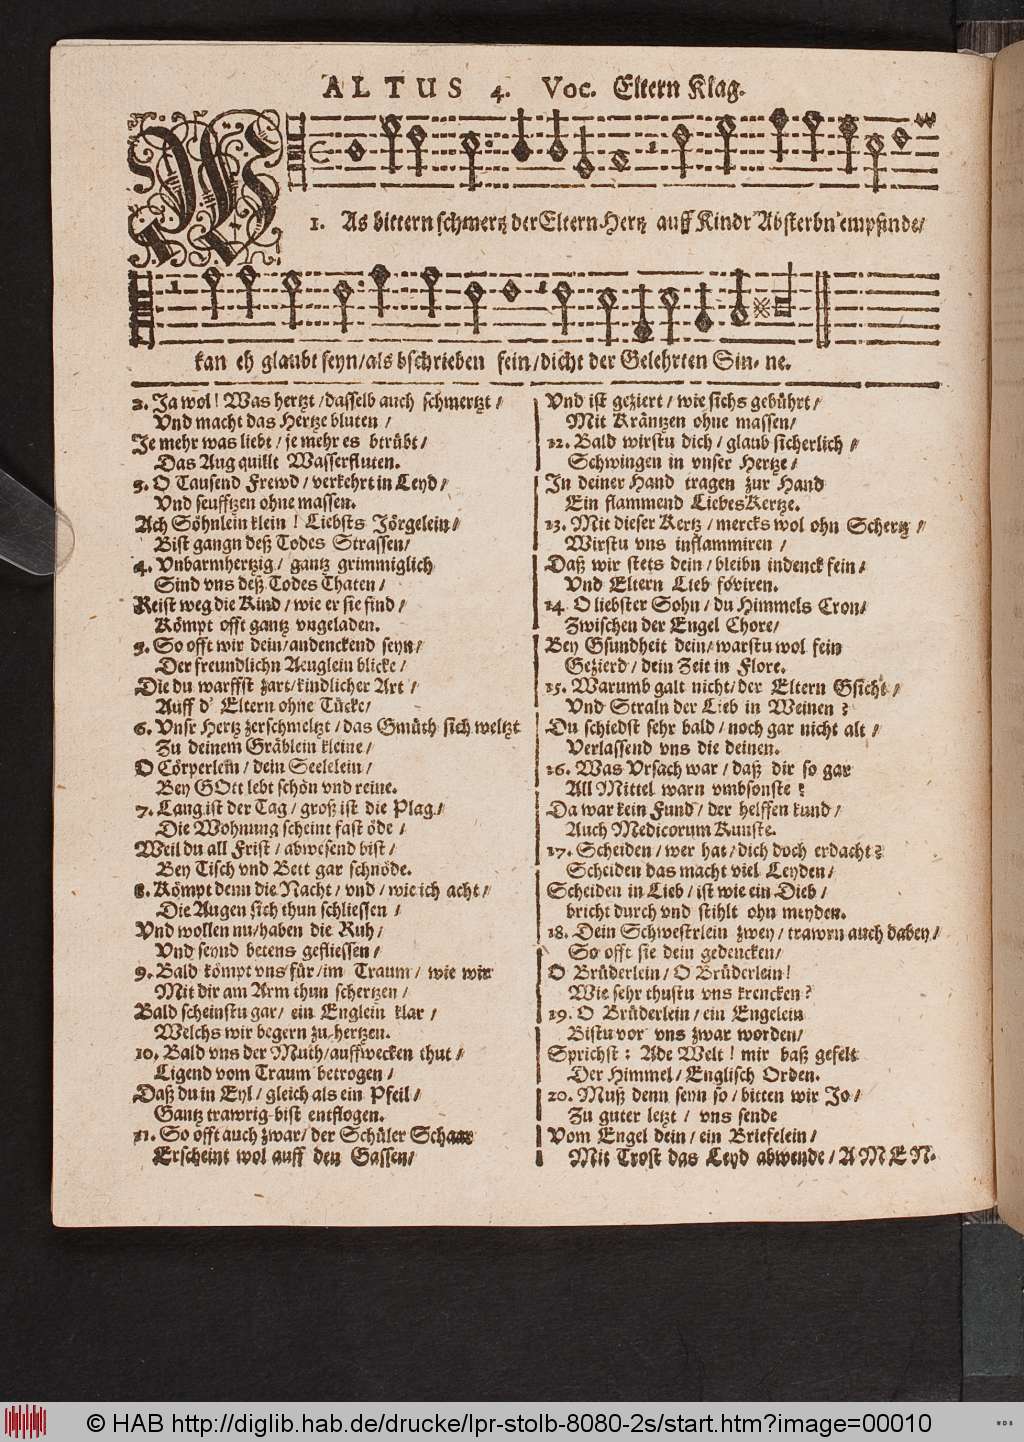 ALTUS 4. Voc. Eltern Klag.
W
1. As bittern schmertz der Eltern Hertz auff Kindr Absterbn empfinde/
kan eh glaubt seyn/als bschrieben fein/dicht der Gelehrten Sin- ne.
2. Ja wol! Was hertzt/dasselb auch schmertzt/
Vnd macht das Hertze bluten/
Je mehr was liebt/je mehr es btrübt/
Das Aug quillt Wasserfluten.
3. O Tausend Frewd/verkehrt in Leyd/
Vnd seufftzen ohne massen.
Ach Söhnlein klein! Liebsts Jörgelein/
Bist gangn deß Todes Strassen/
4. Vnbarmhertzig/gantz grimmiglich
Sind vns deß Todes Thaten/
Reist weg die Kind/wie er sie find/
Kömpt offt gantz vngeladen.
5. So offt wir dein/andenckend seyn/
Der freundlichn Aeuglein blicke/
Die du warffst zart/kindlicher Art/
Auff d' Eltern ohne Tücke/
6. Vnsr Hertz zerschmeltzt/das Gmüth sich weltzt
Zu deinem Gräblein kleine/
O Cörperlein/dein Seelelein/
Bey GOtt lebt schön vnd reine.
7. Lang ist der Tag/groß ist die Plag/
Die Wohnung scheint fast öde/
Weil du all Frist/abwesend bist/
Bey Tisch vnd Bett gar schnöde.
8. Kömpt denn die Nacht/vnd/wie ich acht/
Die Augen sich thun schliessen/
Vnd wollen nu/haben die Ruh/
Vnd seynd betens geflissen/
9. Bald kömpt vns für/im Traum/wie wir
Mit dir am Arm thun schertzen/
Bald scheinstu gar/ein Englein klar/
Welchs wir begern zu hertzen.
10. Bald vns der Muth/auffwecken thut/
Ligend vom Traum betrogen/
Daß du in Eyl/gleich als ein Pfeil/
Gantz trawrig bist entflogen.
11. So offt auch zwar/der Schüler Schaar
Erscheint wol auff den Gassen/
Vnd ist geziert/wie sichs gebührt/
Mit Kräntzen ohne massen/
12. Bald wirstu dich/glaub sicherlich/
Schwingen in vnser Hertze/
In deiner Hand tragen zur Hand
Ein flammend LiebesKertze.
13. Mit dieser Kertz/mercks wol ohn Schertz/
Wirstu vns inflammiren/
Daß wir stets dein/bleibn indenck fein/
Vnd Eltern Lieb foviren.
14. O liebster Sohn/du Himmels Cron/
Zwischen der Engel Chore/
Bey Gsundheit dein/warstu wol fein
Gezierd/dein Zeit in Flore.
15. Warumb galt nicht/der Eltern Gsicht/
Vnd Straln der Lieb in Weinen?
Du schiedst sehr bald/noch gar nicht alt/
Verlassend vns die deinen.
16. Was Vrsach war/daß dir so gar
All Mittel warn vmbsonste?
Da war kein Fund/der helffen kund/
Auch Medicorum Kunste.
17. Scheiden/wer hat/dich doch erdacht?
Scheiden das macht viel Leyden/
Scheiden in Lieb/ist wie ein Dieb/
bricht durch vnd stihlt ohn meyden.
18. Dein Schwestrlein zwey/trawrn auch dabey/
So offt sie dein gedencken/
O Brüderlein/O Brüderlein!
Wie sehr thustu vns krencken?
19. O Brüderlein/ein Engelein
Bistu vor vns zwar worden/
Sprichst: Ade Welt! mir baß gefelt
Der Himmel/Englisch Orden.
20. Muß denn seyn so/bitten wir Jo/
Zu guter letzt/vns sende
Vom Engel dein/ein Briefelein/
Mit Trost das Leyd abwende/AMEN.
© HAB http://diglib.hab.de/drucke/lpr-stolb-8080-2s/start.htm?image=00010
WDB